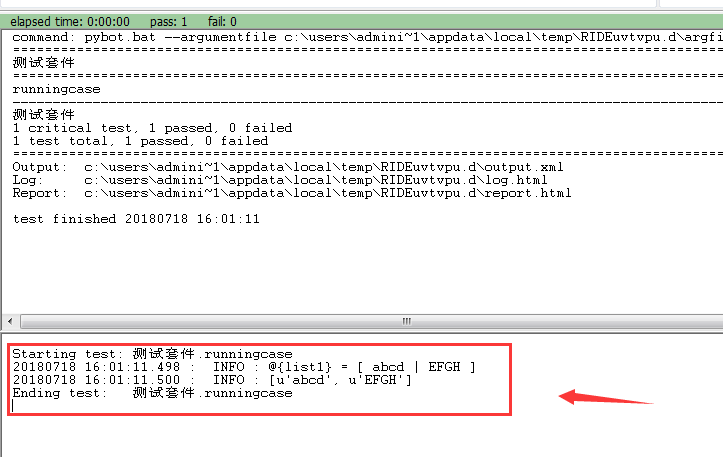 elapsed time: 0:00:00     pass: 1     fail: 0
command: pybot.bat --argumentfile c:\users\admini~1\appdata\local\temp\RIDEuvtvpu.d\argfi
==============================================================================
测试套件
==============================================================================
runningcase
------------------------------------------------------------------------------
测试套件
1 critical test, 1 passed, 0 failed
1 test total, 1 passed, 0 failed
==============================================================================
Output:  c:\users\admini~1\appdata\local\temp\RIDEuvtvpu.d\output.xml
Log:     c:\users\admini~1\appdata\local\temp\RIDEuvtvpu.d\log.html
Report:  c:\users\admini~1\appdata\local\temp\RIDEuvtvpu.d\report.html
test finished 20180718 16:01:11
Starting test: 测试套件.runningcase
20180718 16:01:11.498 :  INFO : @{list1} = [ abcd | EFGH ]
20180718 16:01:11.500 :  INFO : [u'abcd', u'EFGH']
Ending test:   测试套件.runningcase